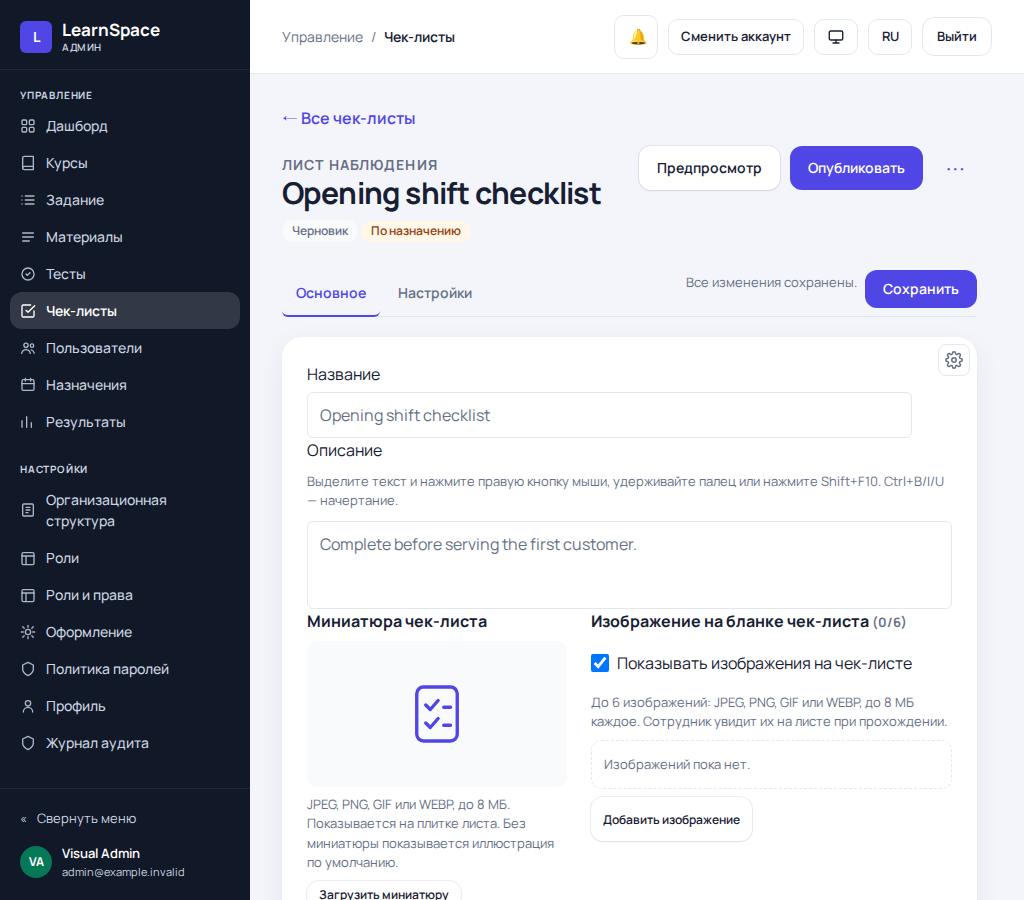 L
LearnSpace
АДМИН
УПРАВЛЕНИЕ
Дашборд
Курсы
Задание
Материалы
Тесты
Чек-листы
Пользователи
Назначения
Результаты
НАСТРОЙКИ
Организационная
структура
Роли
Роли и права
Оформление
Политика паролей
Профиль
Журнал аудита
« Свернуть меню
VA
Visual Admin
admin@example.invalid
Управление / Чек-листы
Сменить аккаунт
RU
Выйти
← Все чек-листы
ЛИСТ НАБЛЮДЕНИЯ
Opening shift checklist
Черновик
По назначению
Предпросмотр
Опубликовать
...
Основное
Настройки
Все изменения сохранены.
Сохранить
Название
Opening shift checklist
Описание
Выделите текст и нажмите правую кнопку мыши, удерживайте палец или нажмите Shift+F10. Ctrl+B/I/U
— начертание.
Complete before serving the first customer.
Миниатюра чек-листа
JPEG, PNG, GIF или WEBP, до 8 МБ.
Показывается на плитке листа. Без
миниатюры показывается иллюстрация
по умолчанию.
Загрузить миниатюру
Изображение на бланке чек-листа (0/6)
Показывать изображения на чек-листе
До 6 изображений: JPEG, PNG, GIF или WEBP, до 8 МБ
каждое. Сотрудник увидит их на листе при прохождении.
Изображений пока нет.
Добавить изображение